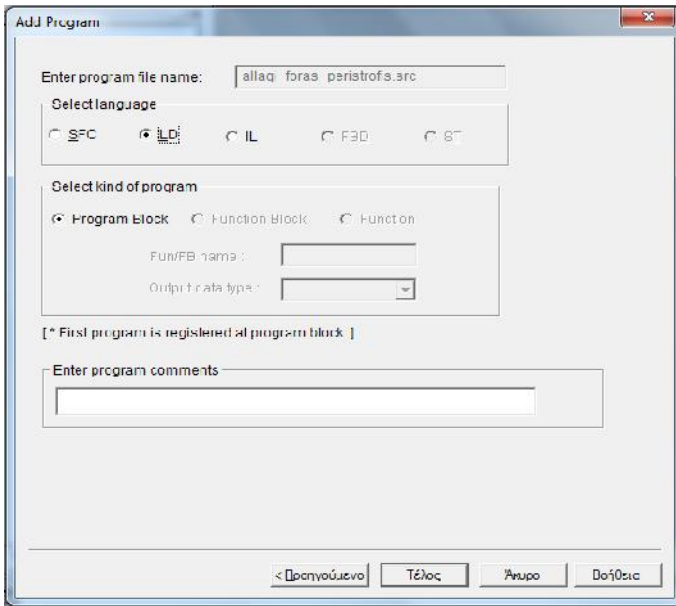 Add Program
Enter program file name: allagi_foras_peristrofis.src
Select language
SFC LD IL FBD ST
Select kind of program
Program Block Function Block Function
Fun/FB name :
Output data type :
[ * First program is registered at program block ]
Enter program comments
< Προηγούμενο Τέλος Άκυρο Βοήθεια